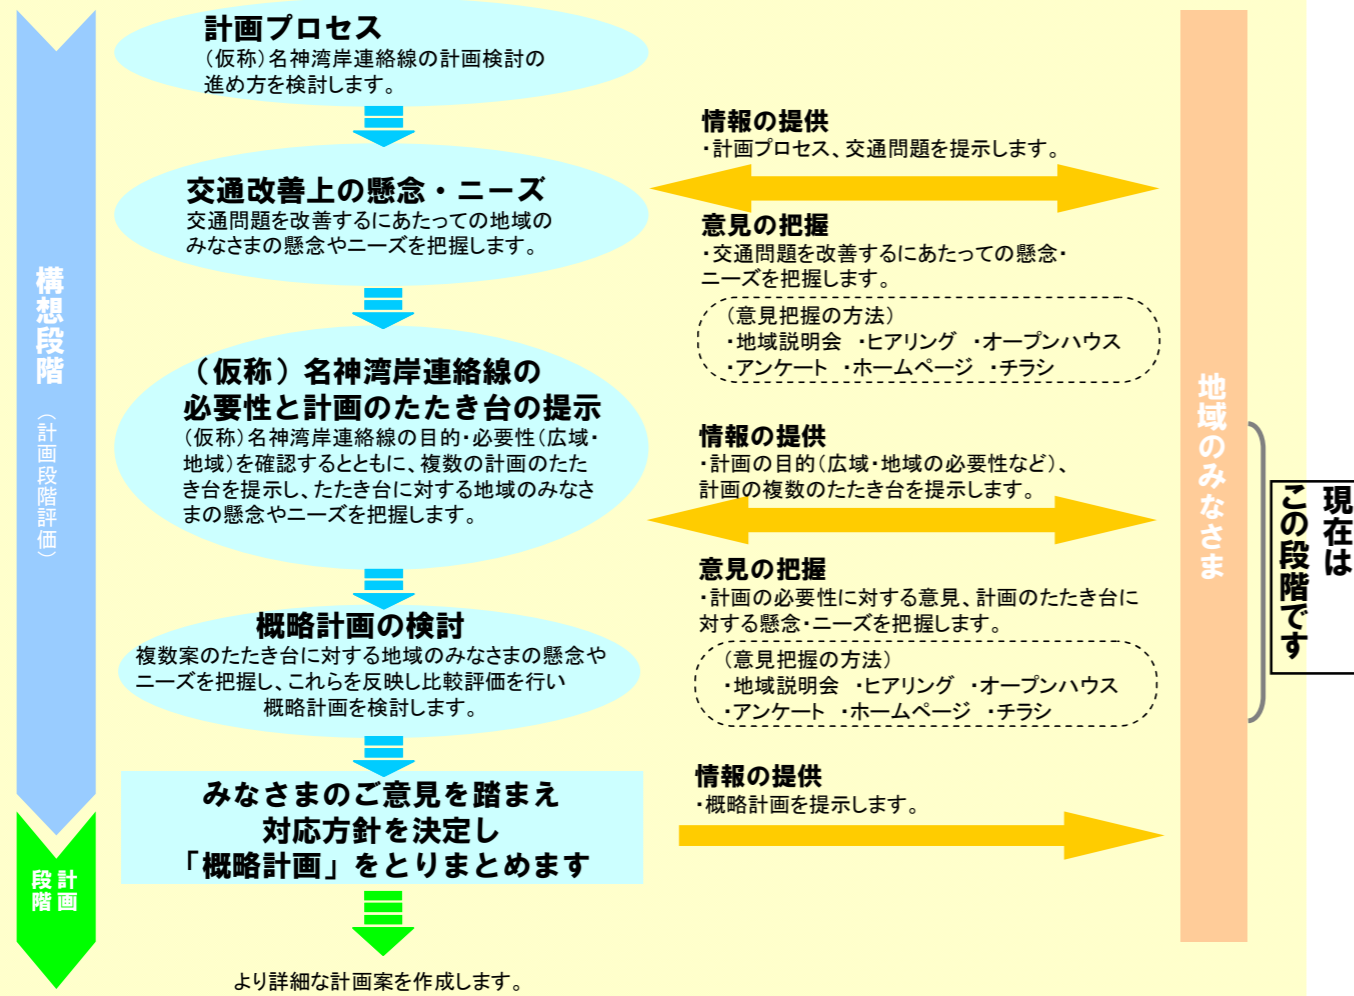 計画プロセス
(仮称)名神湾岸連絡線の計画検討の
進め方を検討します。
交通改善上の懸念・ニーズ
交通問題を改善するにあたっての地域の
みなさまの懸念やニーズを把握します。
(仮称)名神湾岸連絡線の
必要性と計画のたたき台の提示
(仮称)名神湾岸連絡線の目的・必要性(広域・
地域)を確認するとともに、複数の計画のたた
き台を提示し、たたき台に対する地域のみなさ
まの懸念やニーズを把握します。
概略計画の検討
複数案のたたき台に対する地域のみなさまの懸念や
ニーズを把握し、これらを反映し比較評価を行い
概略計画を検討します。
みなさまのご意見を踏まえ
対応方針を決定し
「概略計画」をとりまとめます
より詳細な計画案を作成します。
構想段階
(計画段階評価)
計画
段階
情報の提供
・計画プロセス、交通問題を提示します。
意見の把握
・交通問題を改善するにあたっての懸念・
ニーズを把握します。
(意見把握の方法)
・地域説明会 ・ヒアリング ・オープンハウス
・アンケート ・ホームページ ・チラシ
情報の提供
・計画の目的(広域・地域の必要性など)、
計画の複数のたたき台を提示します。
意見の把握
・計画の必要性に対する意見、計画のたたき台に
対する懸念・ニーズを把握します。
(意見把握の方法)
・地域説明会 ・ヒアリング ・オープンハウス
・アンケート ・ホームページ ・チラシ
情報の提供
・概略計画を提示します。
地域のみなさま
現在は
この段階です